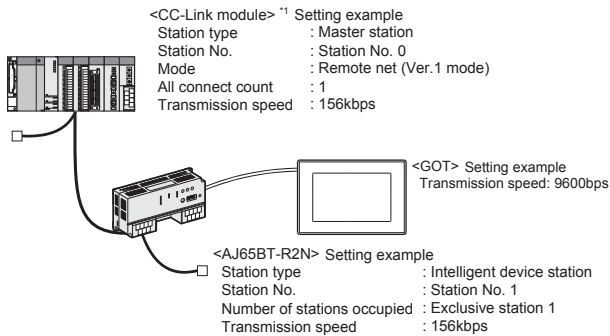 <CC-Link module> *1 Setting example
Station type : Master station
Station No. : Station No. 0
Mode : Remote net (Ver.1 mode)
All connect count : 1
Transmission speed : 156kbps
<GOT> Setting example
Transmission speed: 9600bps
<AJ65BT-R2N> Setting example
Station type : Intelligent device station
Station No. : Station No. 1
Number of stations occupied : Exclusive station 1
Transmission speed : 156kbps